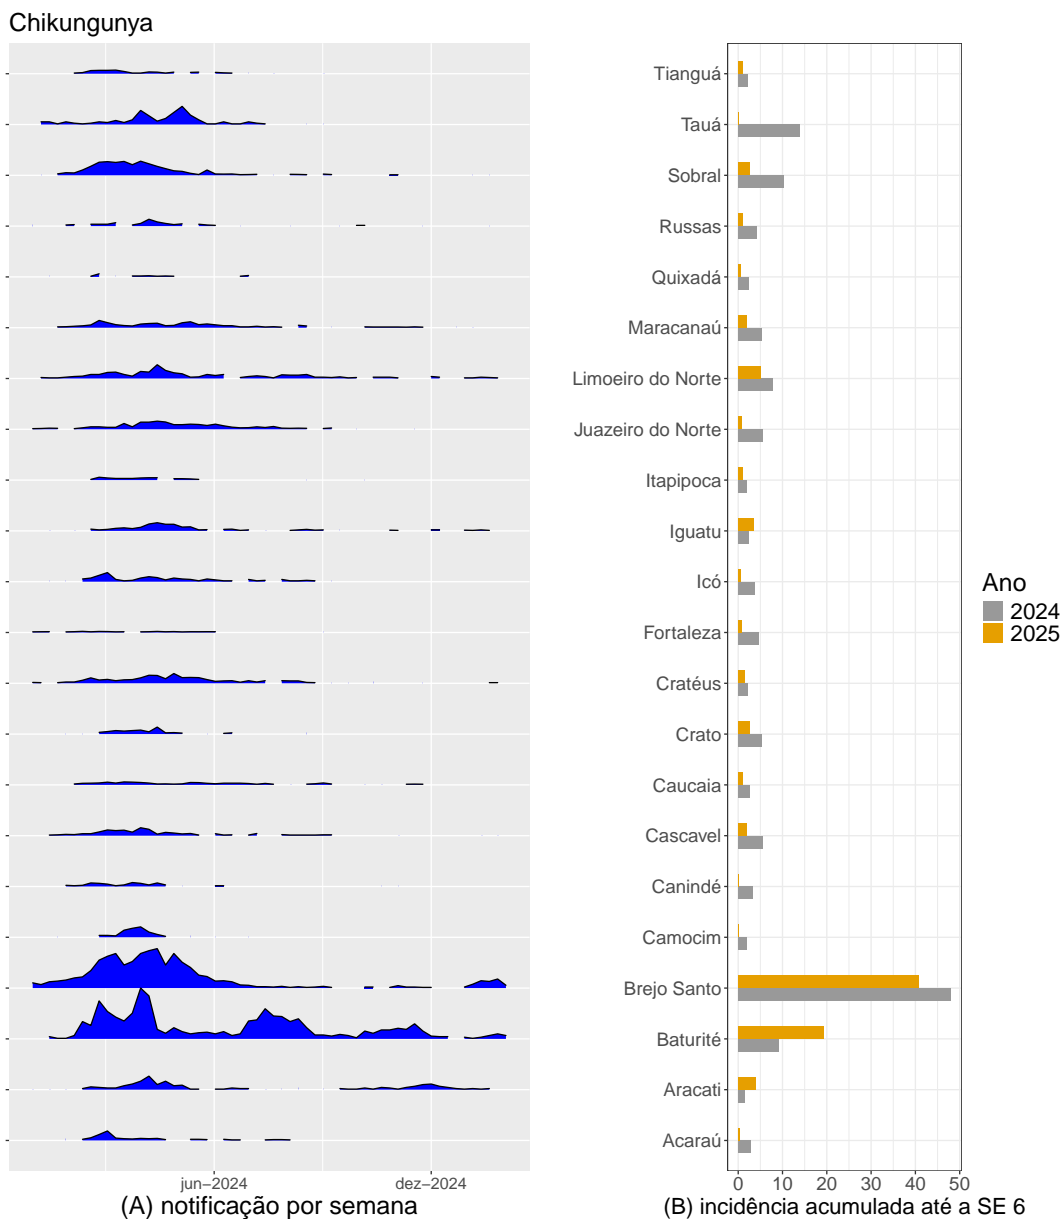 Chikungunya
Tianguá
Tauá
Sobral
Russas
Quixadá
Maracanaú
Limoeiro do Norte
Juazeiro do Norte
Itapipoca
Iguatu
Icó
Fortaleza
Cratéus
Crato
Caucaia
Cascavel
Canindé
Camocim
Brejo Santo
Baturité
Aracati
Acaraú
Ano
2024
2025
jun−2024 dez−2024
0 10 20 30 40 50
(A) notificação por semana
(B) incidência acumulada até a SE 6